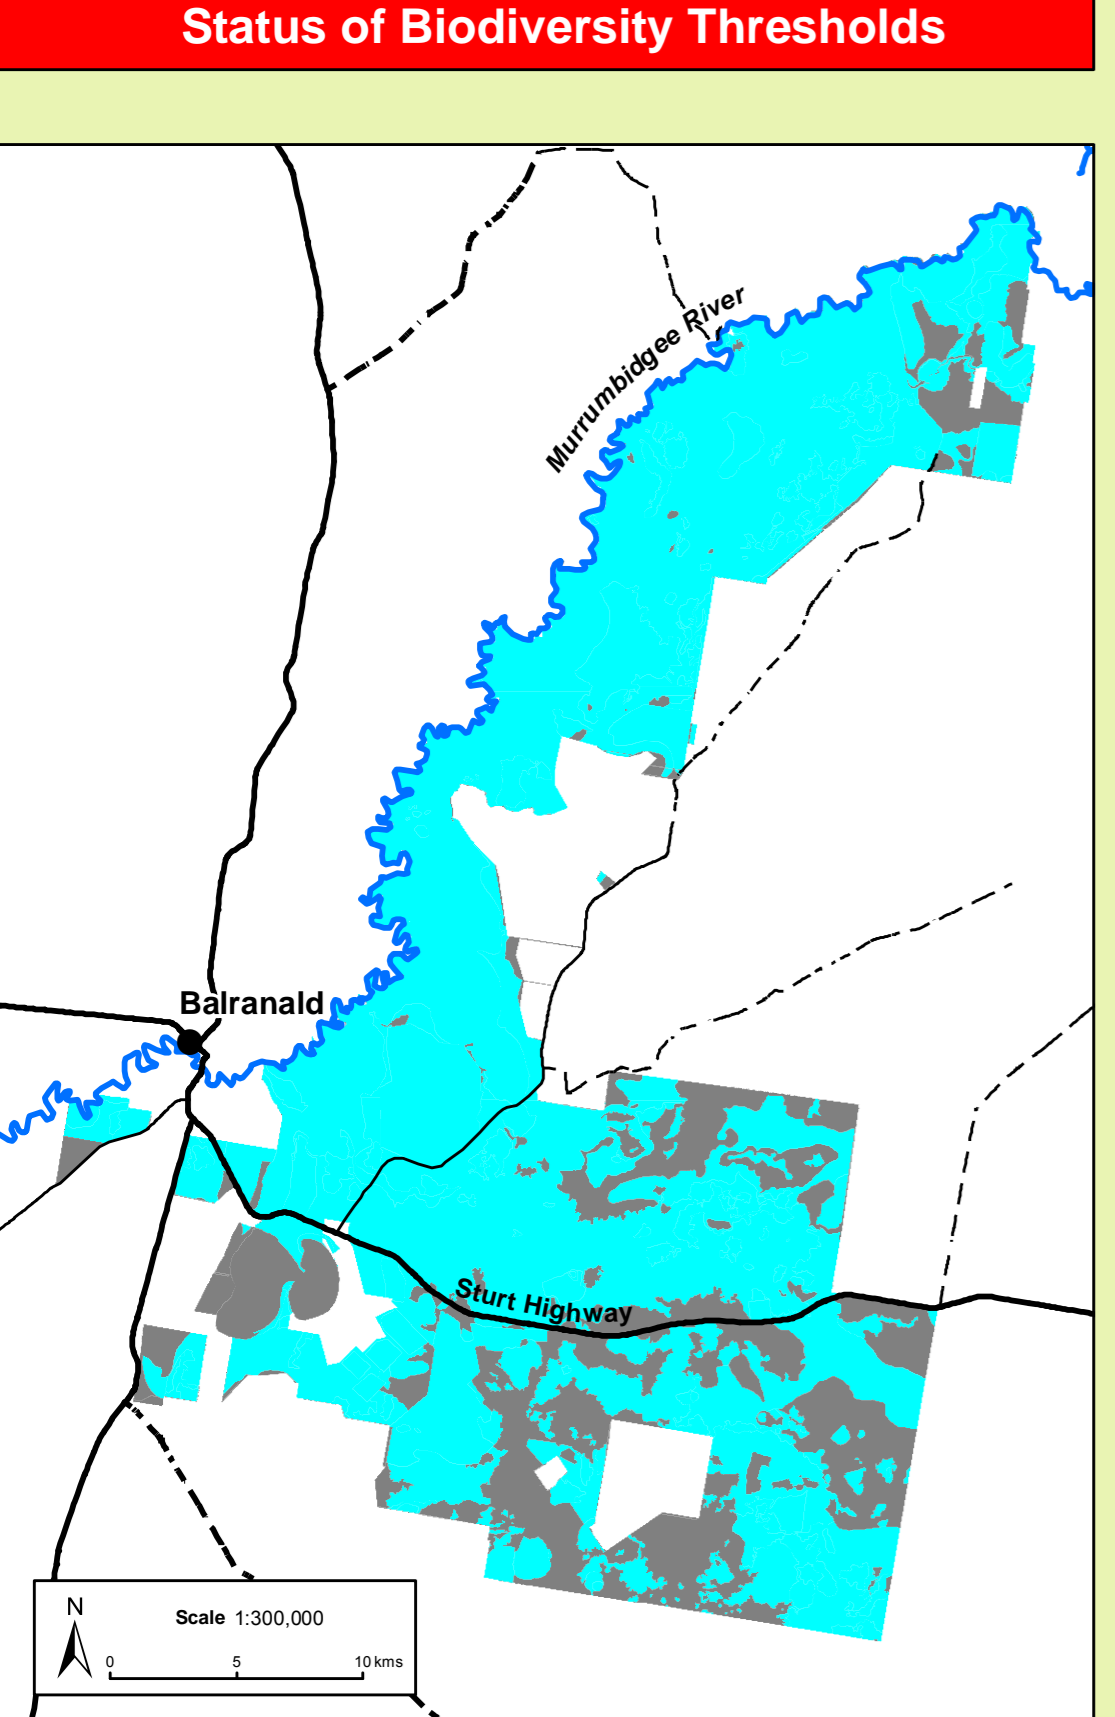 Status of Biodiversity Thresholds
Murrumbidgee River
Balranald
Sturt Highway
N
Scale 1:300,000
0 5 10 kms